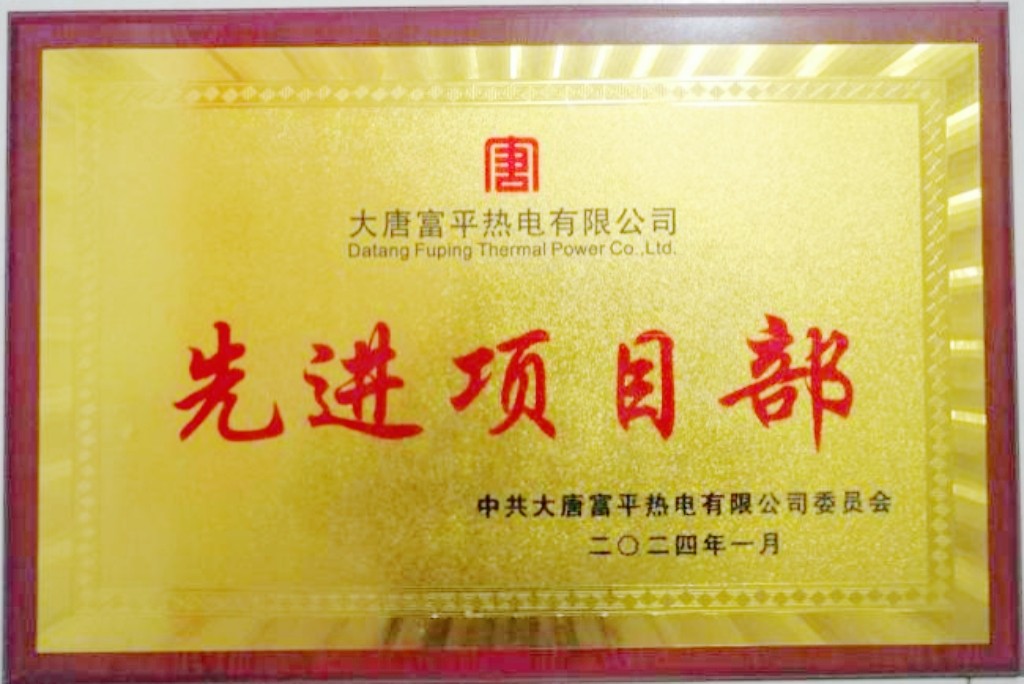 唐
大唐富平热电有限公司
Datang Fuping Thermal Power Co.,Ltd.
先进项目部
中共大唐富平热电有限公司委员会
二〇二四年一月